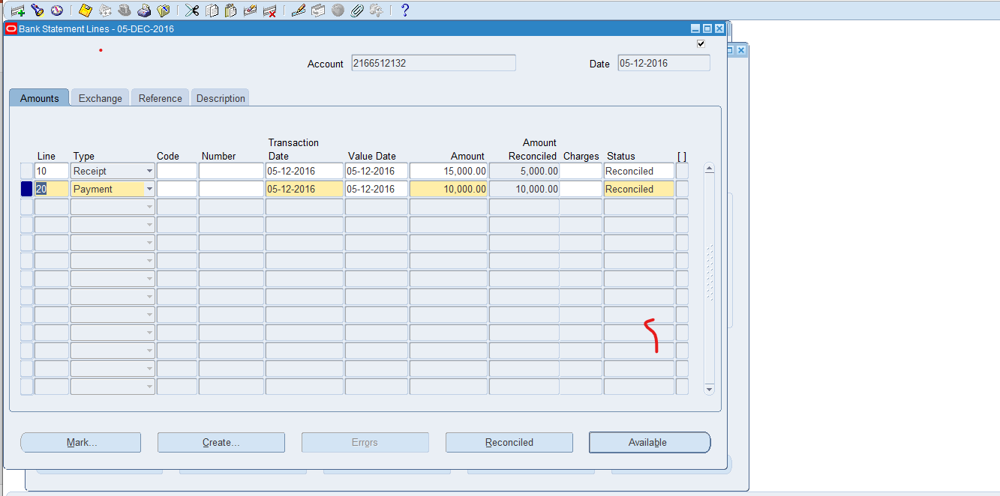 Bank Statement Lines - 05-DEC-2016
Account 2166512132 Date 05-12-2016
Amounts Exchange Reference Description
Transaction Amount
Line Type Code Number Date Value Date Amount Reconciled Charges Status [ ]
10 Receipt 05-12-2016 05-12-2016 15,000.00 5,000.00 Reconciled
20 Payment 05-12-2016 05-12-2016 10,000.00 10,000.00 Reconciled
Mark... Create... Errors Reconciled Available